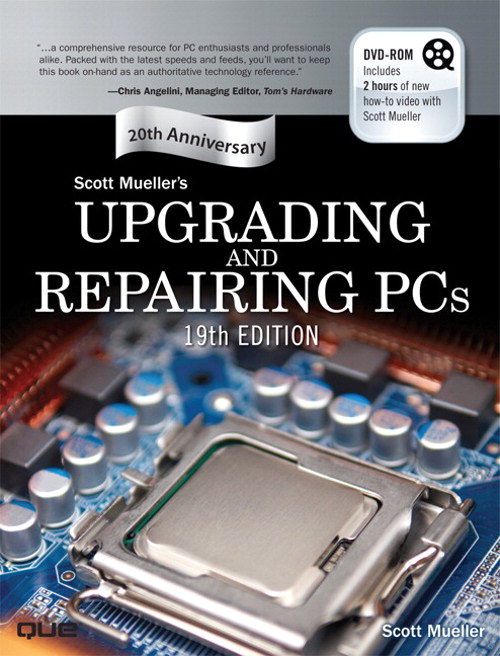 "...a comprehensive resource for PC enthusiasts and professionals
alike. Packed with the latest speeds and feeds, you'll want to keep
this book on-hand as an authoritative technology reference."
—Chris Angelini, Managing Editor, Tom's Hardware
DVD-ROM
Includes
2 hours of new
how-to video with
Scott Mueller
20th Anniversary
Scott Mueller's
UPGRADING
AND
REPAIRING PCs
19th EDITION
QUE
Scott Mueller